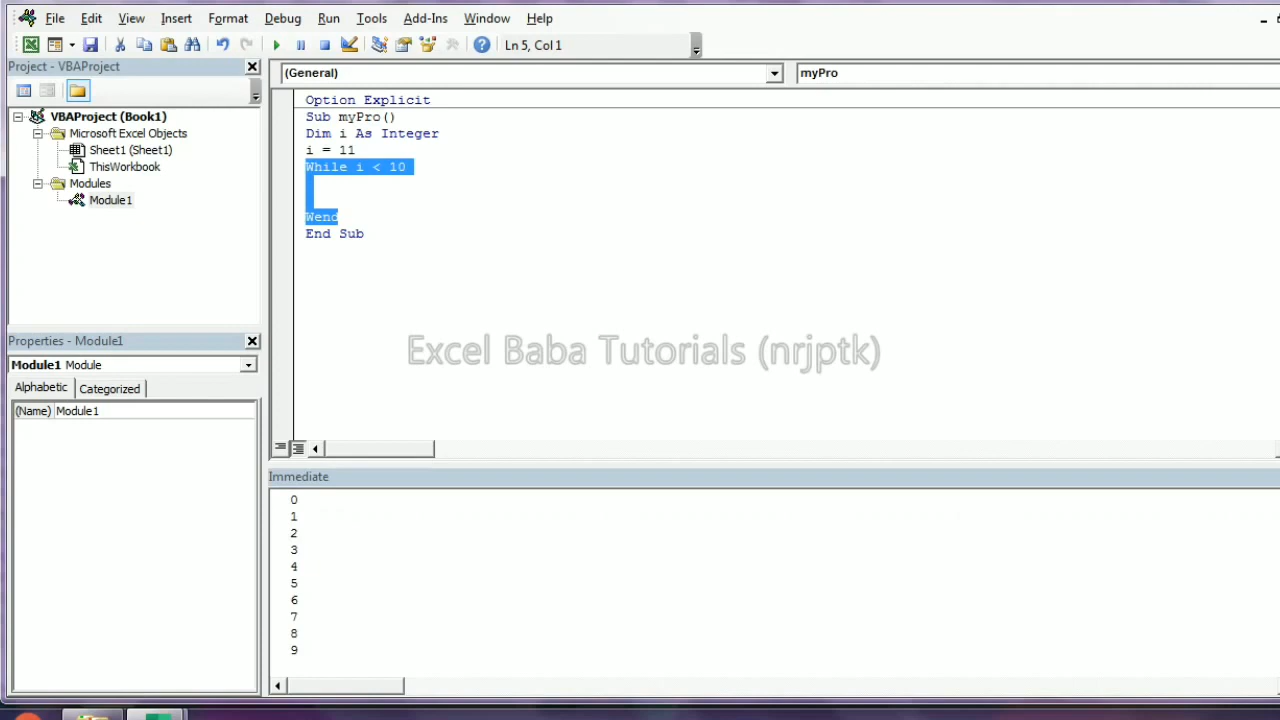 File Edit View Insert Format Debug Run Tools Add-Ins Window Help
Ln 5, Col 1
Project - VBAProject
VBAProject (Book1)
Microsoft Excel Objects
Sheet1 (Sheet1)
ThisWorkbook
Modules
Module1
Properties - Module1
Module1 Module
Alphabetic Categorized
(Name) Module1
(General) myPro
Option Explicit
Sub myPro()
Dim i As Integer
i = 11
While i < 10
Wend
End Sub
Excel Baba Tutorials (nrjptk)
Immediate
0
1
2
3
4
5
6
7
8
9